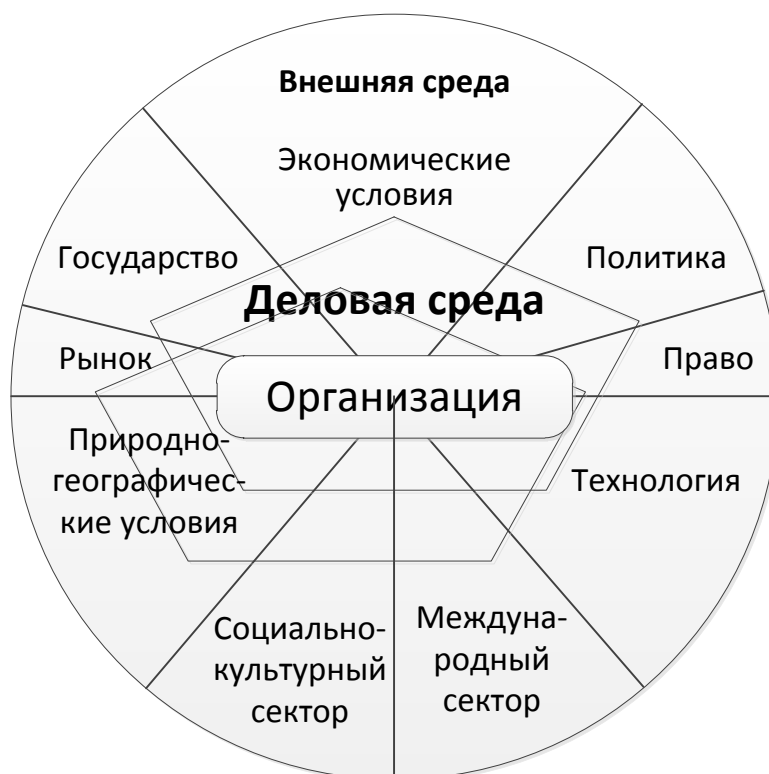 Внешняя среда
Экономические
условия
Государство
Политика
Деловая среда
Рынок
Право
Организация
Природно-
географичес-
кие условия
Технология
Социально-
культурный
сектор
Междуна-
родный
сектор